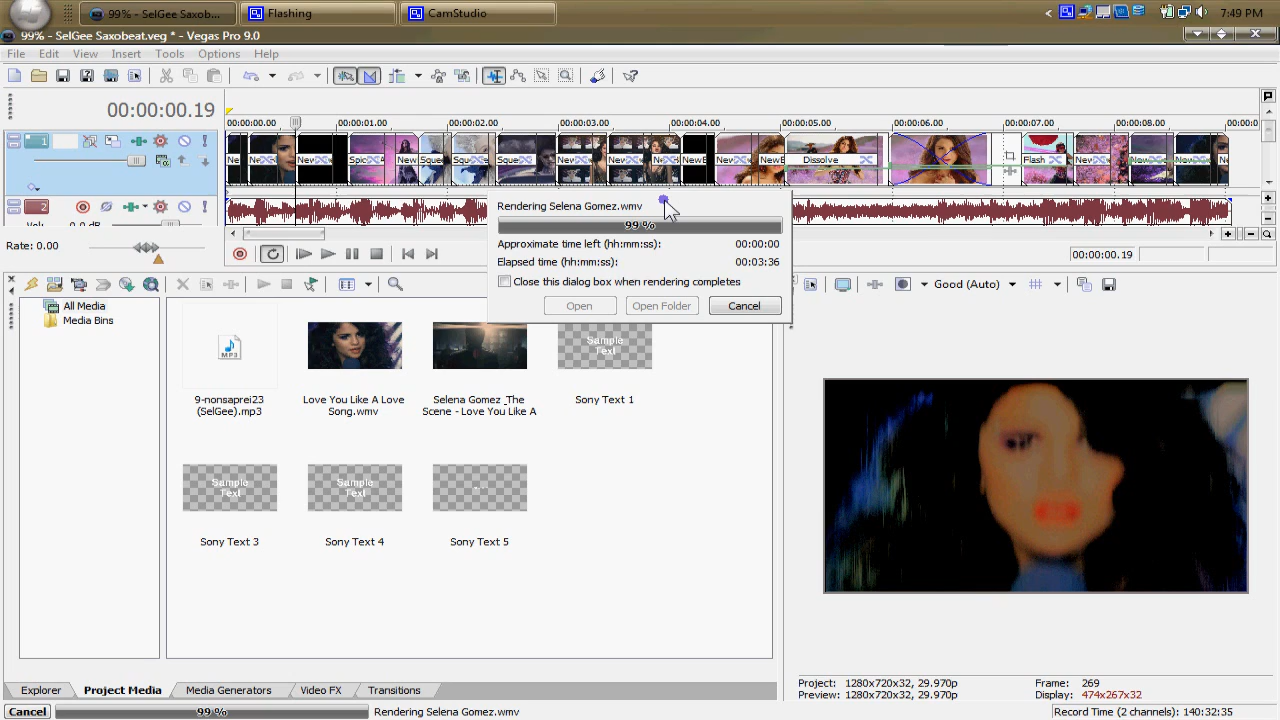 99% - SelGee Saxob...
Flashing
CamStudio
7:49 PM
99% - SelGee Saxobeat.veg * - Vegas Pro 9.0
File Edit View Insert Tools Options Help
00:00:00.19
00:00:00.00 00:00:01.00 00:00:02.00 00:00:03.00 00:00:04.00 00:00:05.00 00:00:06.00 00:00:07.00 00:00:08.00 00:00:0
1
Dissolve
Flash
2
Rate: 0.00
00:00:00.19
Rendering Selena Gomez.wmv
99 %
Approximate time left (hh:mm:ss): 00:00:00
Elapsed time (hh:mm:ss): 00:03:36
Close this dialog box when rendering completes
Open Open Folder Cancel
Good (Auto)
All Media
Media Bins
MP3
Sample
Text
9-nonsaprei23
(SelGee).mp3
Love You Like A Love
Song.wmv
Selena Gomez _The
Scene - Love You Like A
Sony Text 1
Sample
Text
Sample
Text
Sony Text 3
Sony Text 4
Sony Text 5
Explorer Project Media Media Generators Video FX Transitions
Project: 1280x720x32, 29.970p
Preview: 1280x720x32, 29.970p
Frame: 269
Display: 474x267x32
Cancel 99 % Rendering Selena Gomez.wmv
Record Time (2 channels): 140:32:35